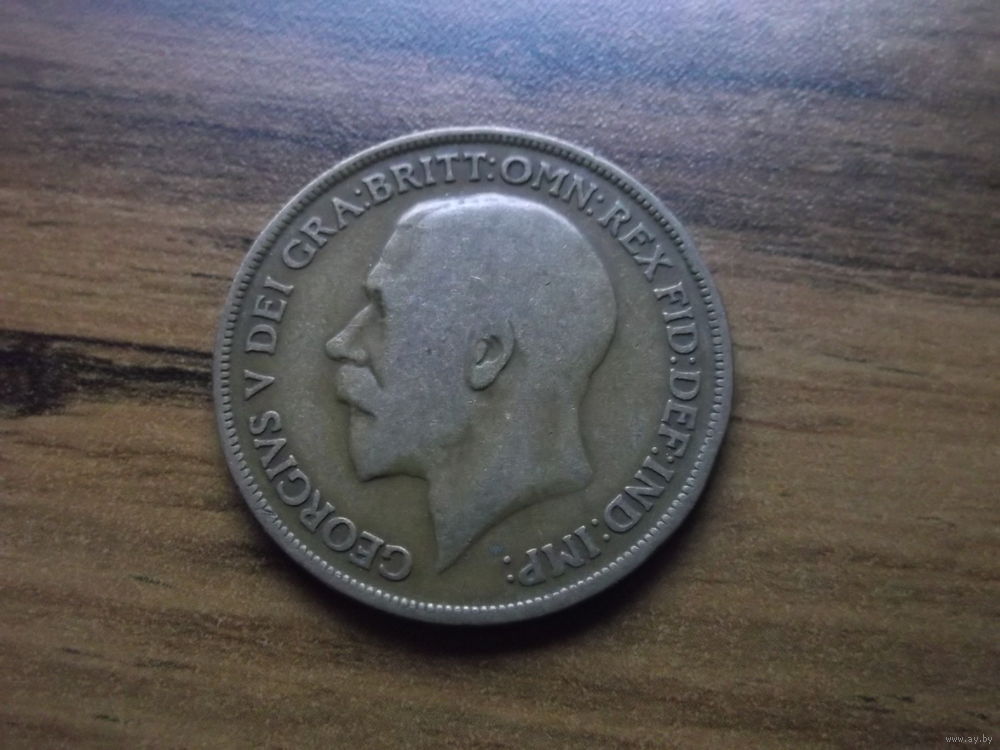 GEORGIVS V DEI GRA:BRITT:OMN:REX FID:DEF:IND:IMP:
www.ay.by